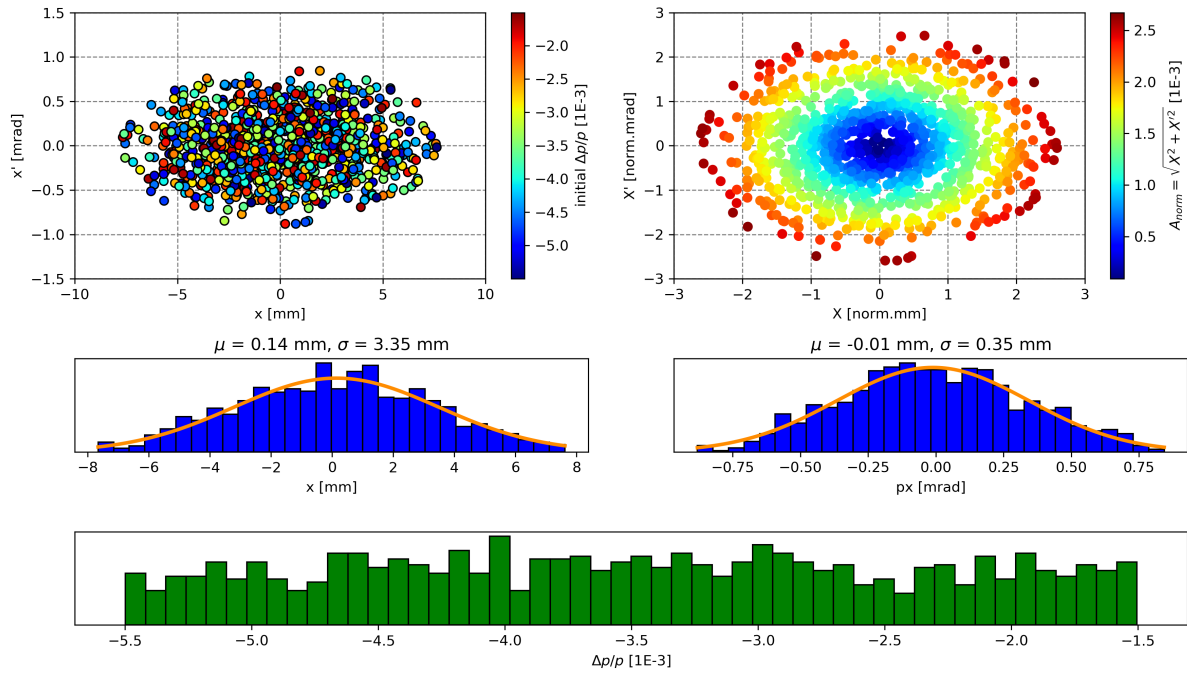 1.5
1.0
0.5
0.0
−0.5
−1.0
−1.5
x' [mrad]
−10 −5 0 5 10
x [mm]
−2.0
−2.5
−3.0
−3.5
−4.0
−4.5
−5.0
initial Δp/p [1E-3]
3
2
1
0
−1
−2
−3
X' [norm.mrad]
−3 −2 −1 0 1 2 3
X [norm.mm]
2.5
2.0
1.5
1.0
0.5
A_norm = √X² + X'² [1E-3]
μ = 0.14 mm, σ = 3.35 mm
−8 −6 −4 −2 0 2 4 6 8
x [mm]
μ = -0.01 mm, σ = 0.35 mm
−0.75 −0.50 −0.25 0.00 0.25 0.50 0.75
px [mrad]
−5.5 −5.0 −4.5 −4.0 −3.5 −3.0 −2.5 −2.0 −1.5
Δp/p [1E-3]